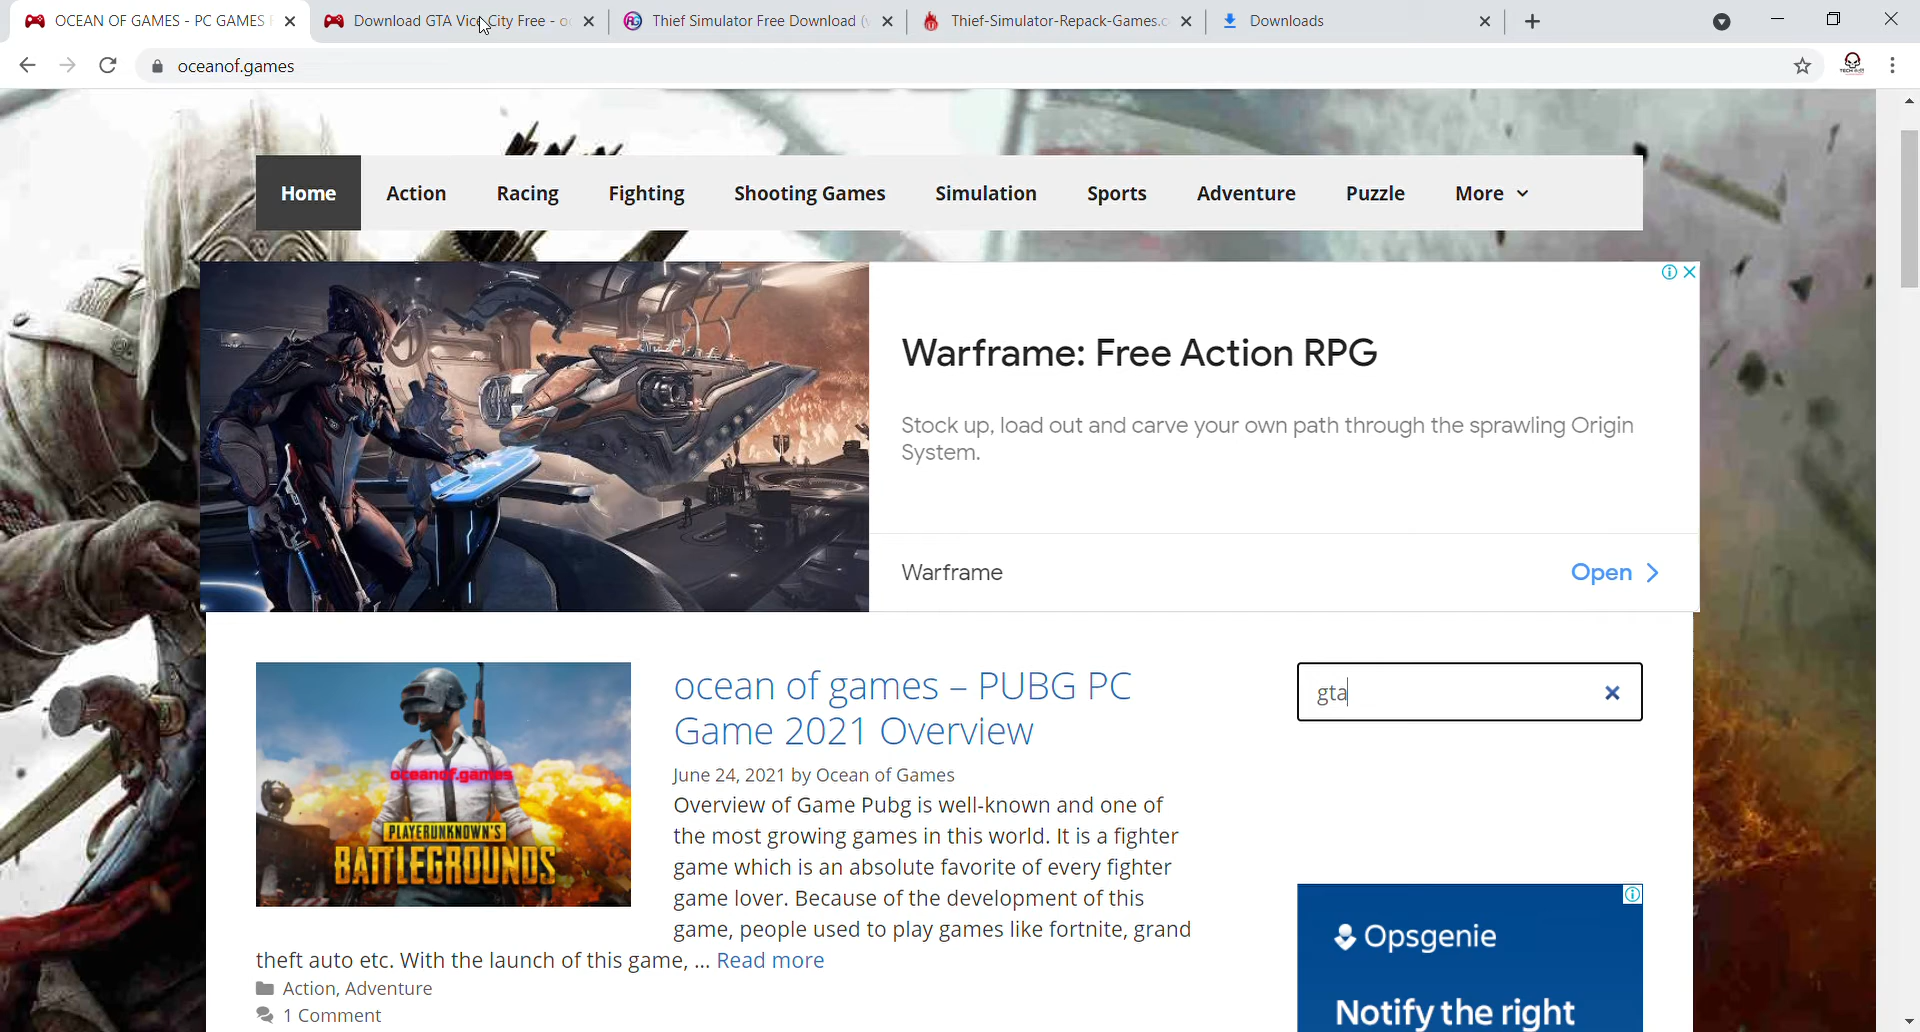 OCEAN OF GAMES - PC GAMES
Download GTA Vice City Free - oc
Thief Simulator Free Download (v
Thief-Simulator-Repack-Games.c
Downloads
oceanof.games
Home
Action
Racing
Fighting
Shooting Games
Simulation
Sports
Adventure
Puzzle
More
Warframe: Free Action RPG
Stock up, load out and carve your own path through the sprawling Origin
System.
Warframe
Open
oceanof.games
PLAYERUNKNOWN'S
BATTLEGROUNDS
ocean of games – PUBG PC
Game 2021 Overview
June 24, 2021 by Ocean of Games
Overview of Game Pubg is well-known and one of
the most growing games in this world. It is a fighter
game which is an absolute favorite of every fighter
game lover. Because of the development of this
game, people used to play games like fortnite, grand
theft auto etc. With the launch of this game, ... Read more
Action, Adventure
1 Comment
gta
Opsgenie
Notify the right